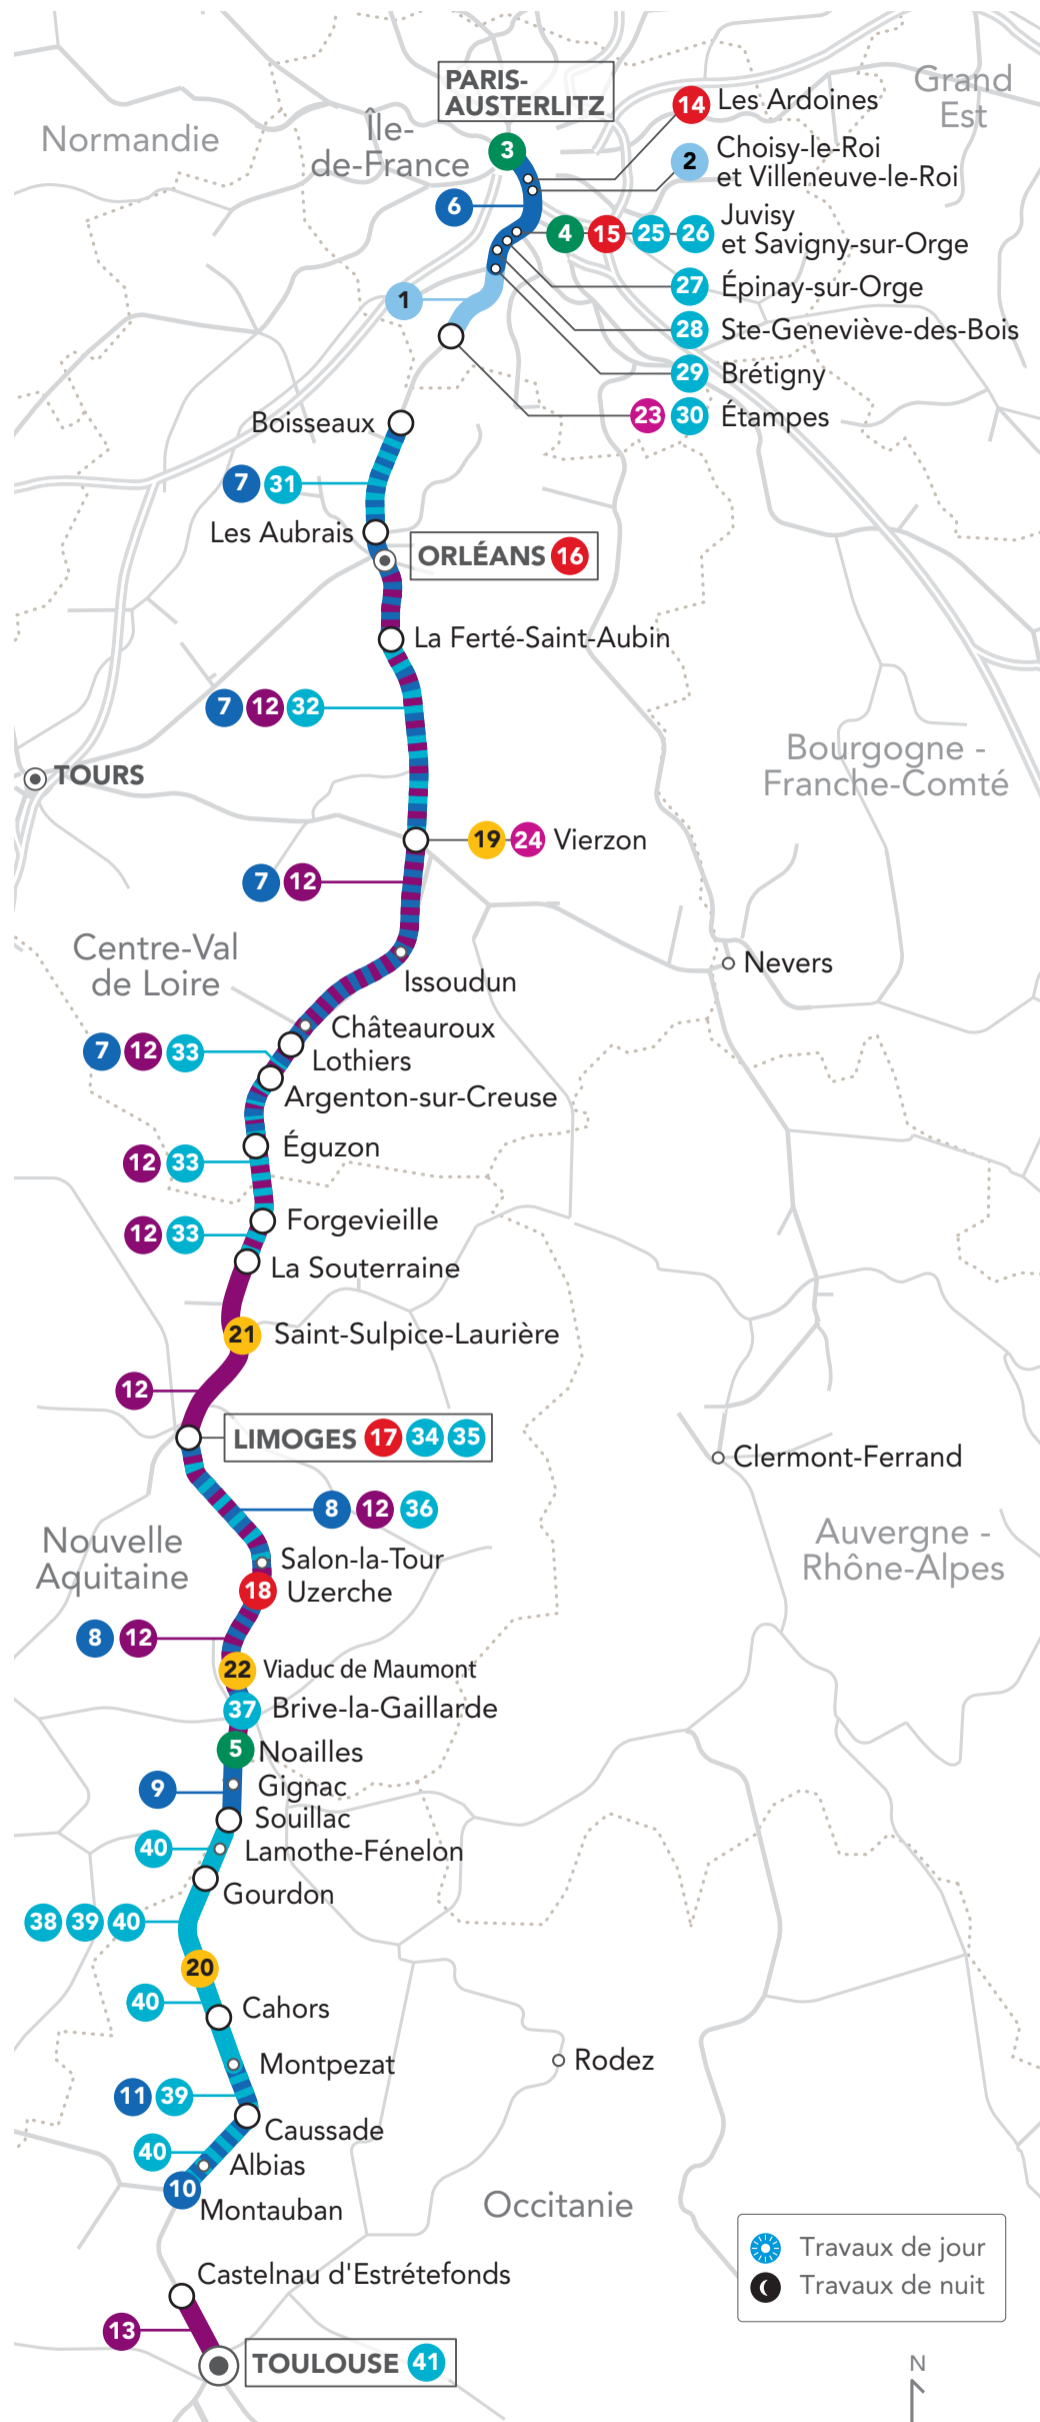 PARIS-
AUSTERLITZ
Grand
Est
Normandie
Île-
de-France
14 Les Ardoines
3
2 Choisy-le-Roi
et Villeneuve-le-Roi
6
4 15 25 26 Juvisy
et Savigny-sur-Orge
27 Épinay-sur-Orge
1
28 Ste-Geneviève-des-Bois
29 Brétigny
23 30 Étampes
Boisseaux
7 31
Les Aubrais
ORLÉANS 16
La Ferté-Saint-Aubin
7 12 32
Bourgogne -
Franche-Comté
TOURS
19 24 Vierzon
7 12
Centre-Val
de Loire
Nevers
Issoudun
Châteauroux
7 12 33
Lothiers
Argenton-sur-Creuse
Éguzon
12 33
Forgevieille
12 33
La Souterraine
21 Saint-Sulpice-Laurière
12
LIMOGES 17 34 35
Clermont-Ferrand
8 12 36
Nouvelle
Aquitaine
Auvergne -
Rhône-Alpes
Salon-la-Tour
18 Uzerche
8 12
22 Viaduc de Maumont
37 Brive-la-Gaillarde
5 Noailles
9
Gignac
Souillac
40
Lamothe-Fénelon
Gourdon
38 39 40
20
40
Cahors
Montpezat
Rodez
11 39
Caussade
40
Albias
10
Montauban
Occitanie
Travaux de jour
Travaux de nuit
Castelnau d'Estrétefonds
13
TOULOUSE 41
N